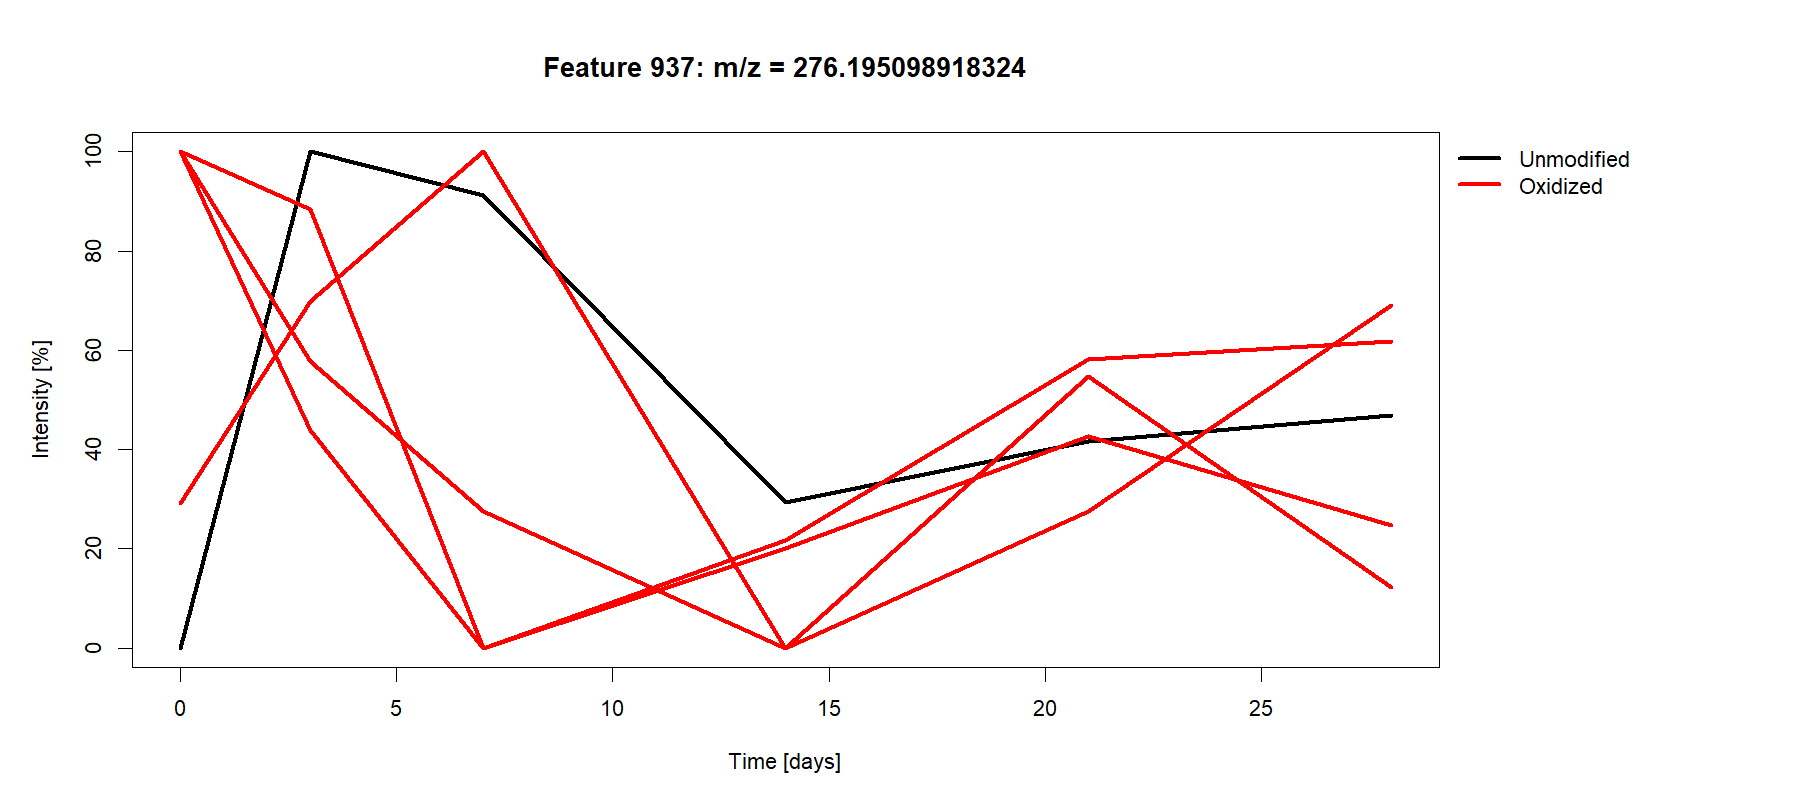 Feature 937: m/z = 276.195098918324
Unmodified
Oxidized
Intensity [%]
100
80
60
40
20
0
0 5 10 15 20 25
Time [days]